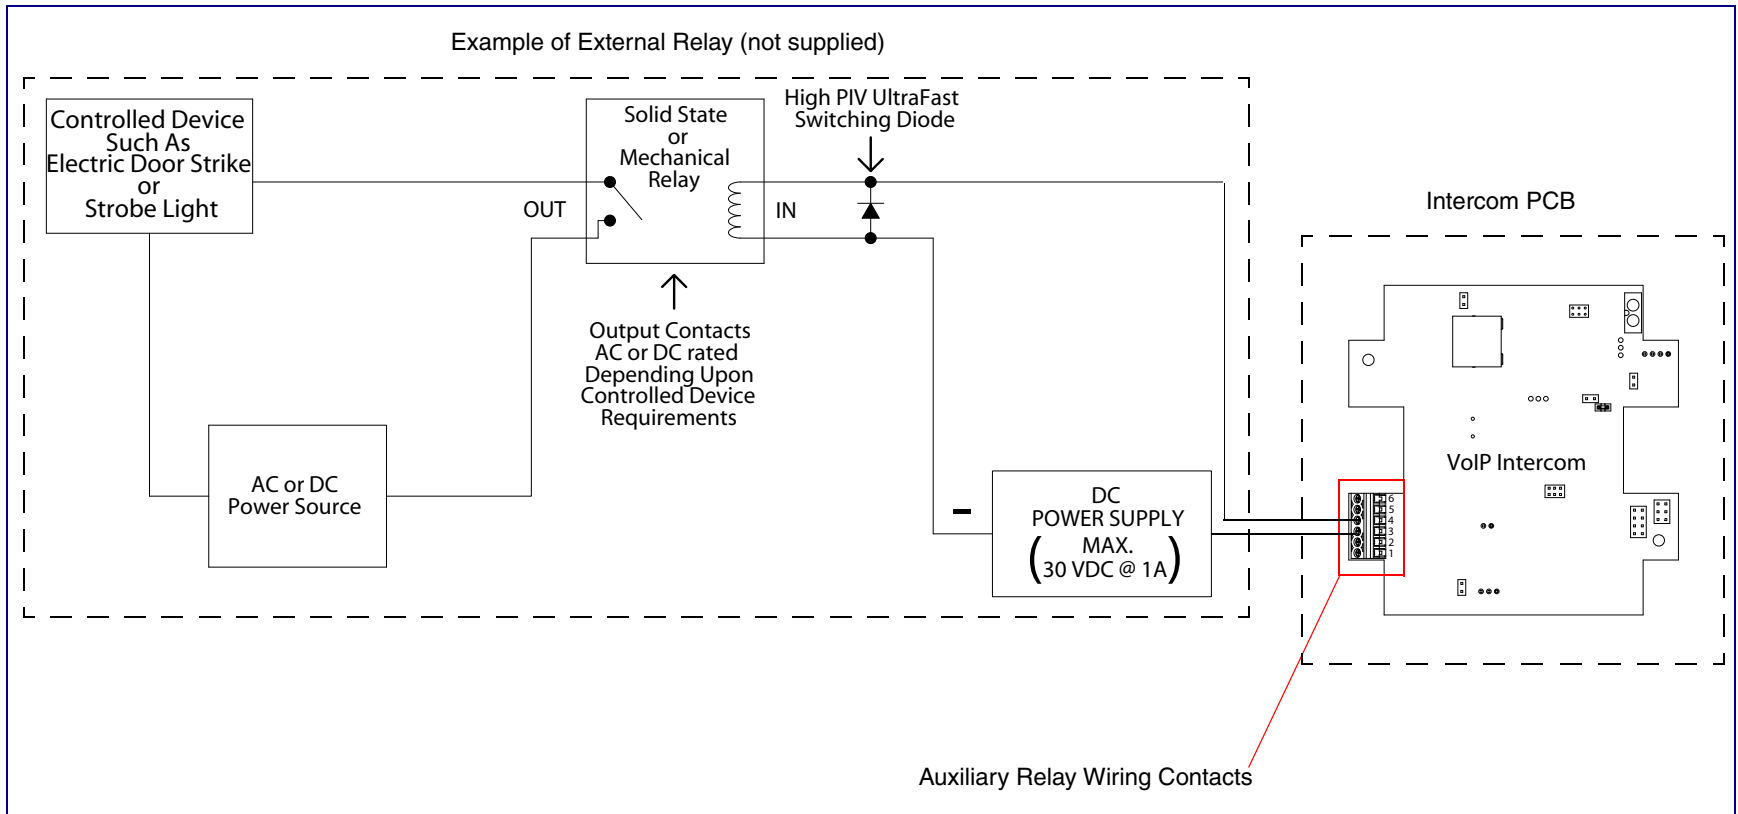 Example of External Relay (not supplied)
Controlled Device
Such As
Electric Door Strike
or
Strobe Light
Solid State
or
Mechanical
Relay
High PIV UltraFast
Switching Diode
OUT
IN
Output Contacts
AC or DC rated
Depending Upon
Controlled Device
Requirements
AC or DC
Power Source
–
DC
POWER SUPPLY
( MAX.
30 VDC @ 1A )
Intercom PCB
VoIP Intercom
6
5
4
3
2
1
Auxiliary Relay Wiring Contacts